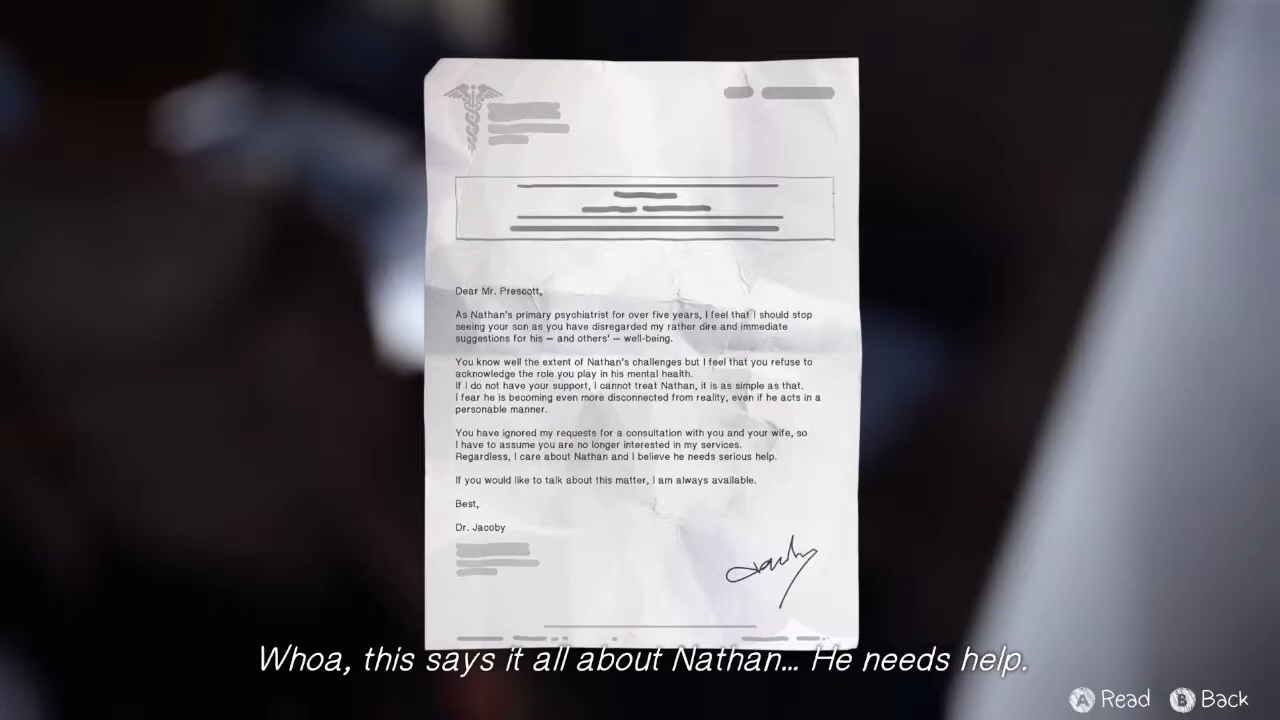 Dear Mr. Prescott,
As Nathan's primary psychiatrist for over five years, I feel that I should stop
seeing your son as you have disregarded my rather dire and immediate
suggestions for his — and others' — well-being.
You know well the extent of Nathan's challenges but I feel that you refuse to
acknowledge the role you play in his mental health.
If I do not have your support, I cannot treat Nathan, it is as simple as that.
I fear he is becoming even more disconnected from reality, even if he acts in a
personable manner.
You have ignored my requests for a consultation with you and your wife, so
I have to assume you are no longer interested in my services.
Regardless, I care about Nathan and I believe he needs serious help.
If you would like to talk about this matter, I am always available.
Best,
Dr. Jacoby
Whoa, this says it all about Nathan... He needs help.
A Read B Back